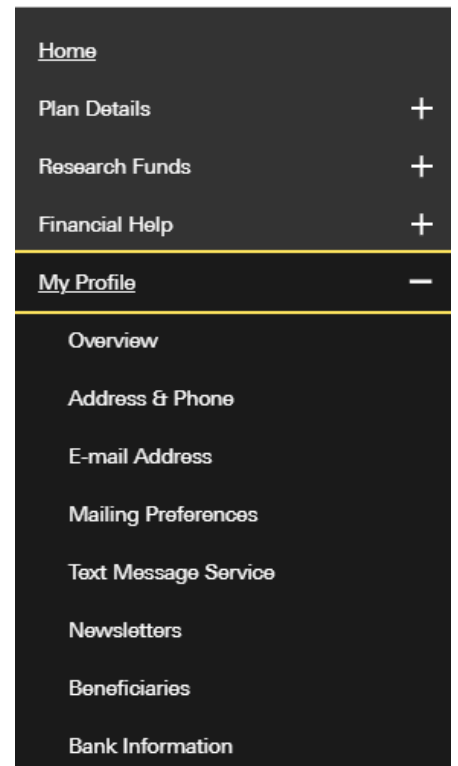 Home
Plan Details
Research Funds
Financial Help
My Profile
Overview
Address & Phone
E-mail Address
Mailing Preferences
Text Message Service
Newsletters
Beneficiaries
Bank Information